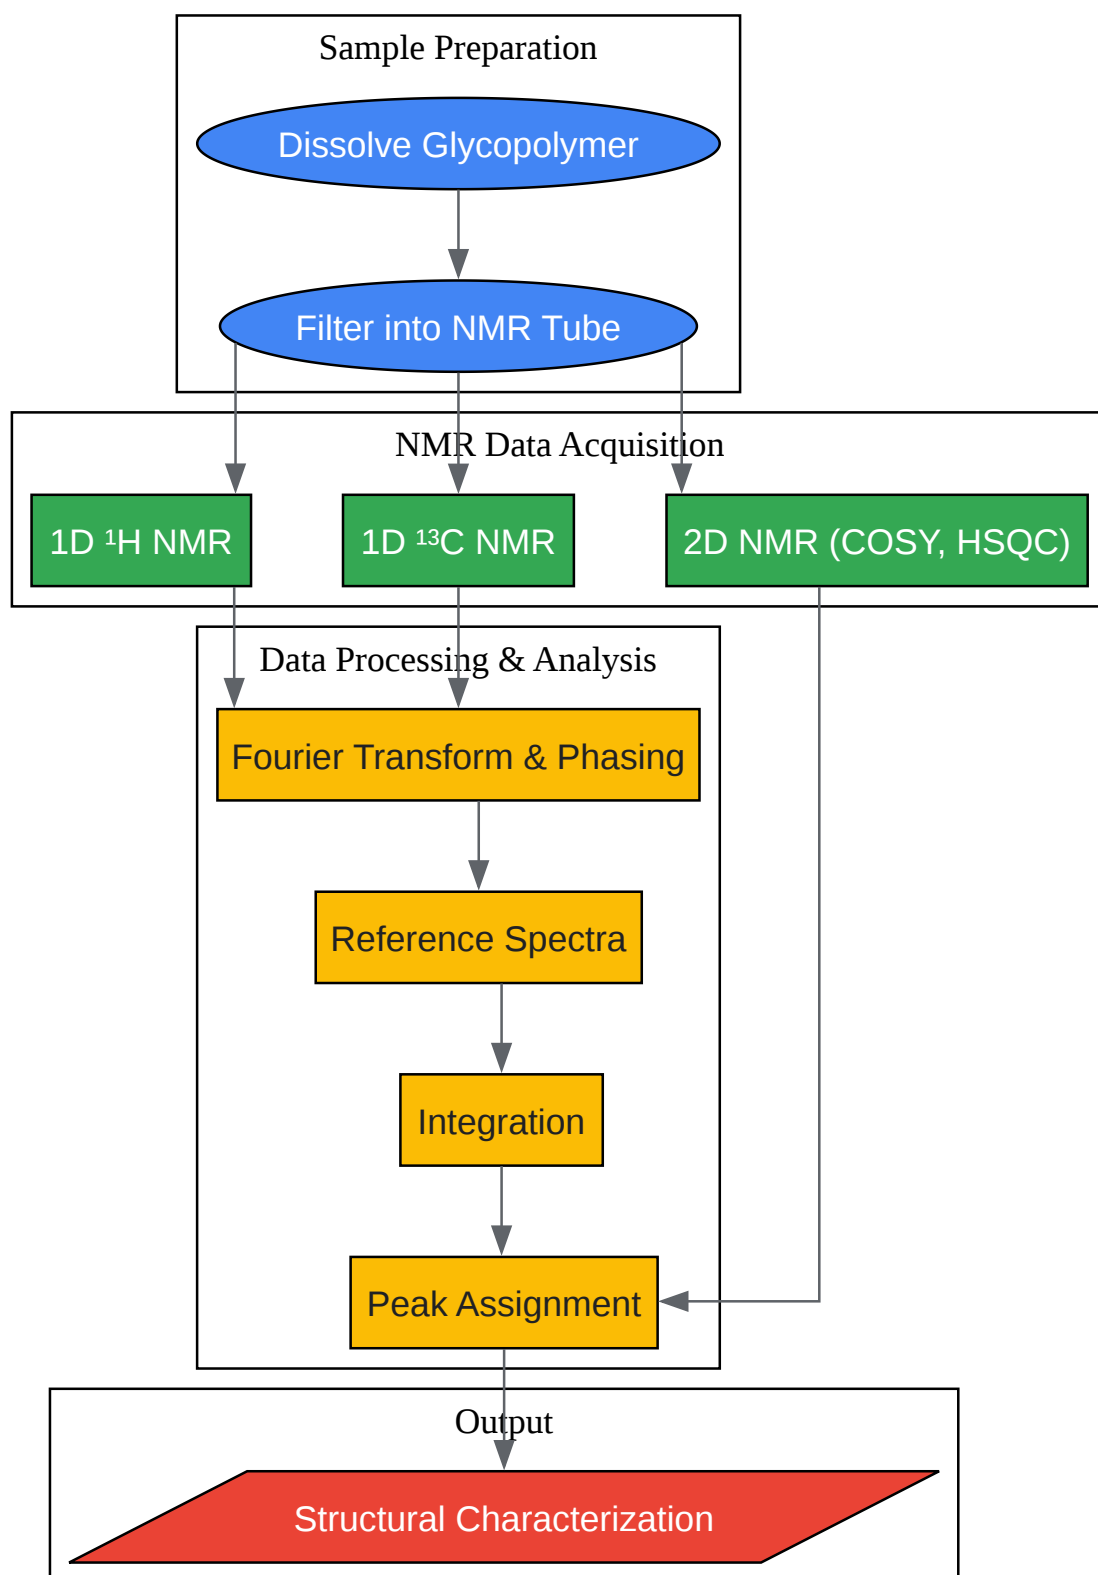 Sample Preparation
Dissolve Glycopolymer
Filter into NMR Tube
NMR Data Acquisition
1D ¹H NMR
1D ¹³C NMR
2D NMR (COSY, HSQC)
Data Processing & Analysis
Fourier Transform & Phasing
Reference Spectra
Integration
Peak Assignment
Output
Structural Characterization